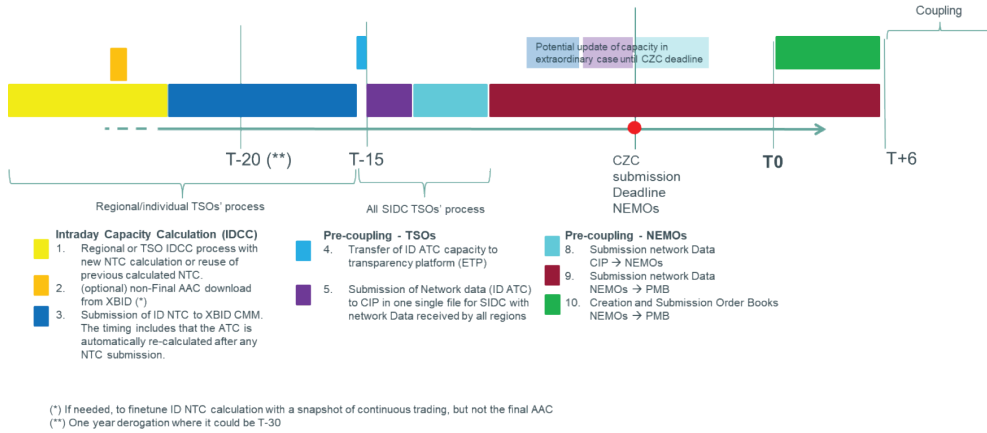 Coupling
Potential update of capacity in
extraordinary case until CZC deadline
T-20 (**)
T-15
CZC
submission
Deadline
NEMOs
T0
T+6
Regional/individual TSOs’ process
All SIDC TSOs’ process
Intraday Capacity Calculation (IDCC)
1. Regional or TSO IDCC process with
new NTC calculation or reuse of
previous calculated NTC.
2. (optional) non-Final AAC download
from XBID (*)
3. Submission of ID NTC to XBID CMM.
The timing includes that the ATC is
automatically re-calculated after any
NTC submission.
Pre-coupling - TSOs
4. Transfer of ID ATC capacity to
transparency platform (ETP)
5. Submission of Network data (ID ATC)
to CIP in one single file for SIDC with
network Data received by all regions
Pre-coupling - NEMOs
8. Submission network Data
CIP → NEMOs
9. Submission network Data
NEMOs → PMB
10. Creation and Submission Order Books
NEMOs → PMB
(*) If needed, to finetune ID NTC calculation with a snapshot of continuous trading, but not the final AAC
(**) One year derogation where it could be T-30